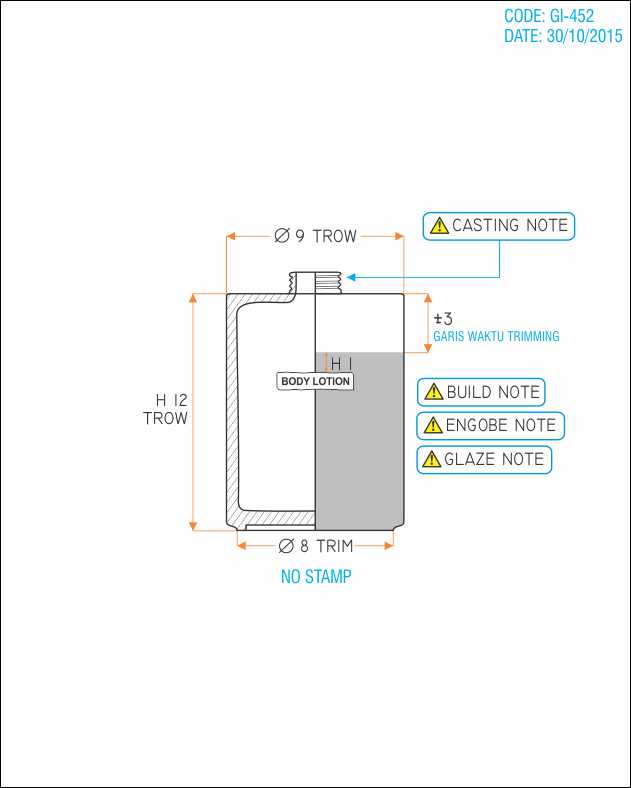 CODE: GI-452
DATE: 30/10/2015
CASTING NOTE
Ø 9 TROW
±3
GARIS WAKTU TRIMMING
H 1
BODY LOTION
BUILD NOTE
H 12
TROW
ENGOBE NOTE
GLAZE NOTE
Ø 8 TRIM
NO STAMP